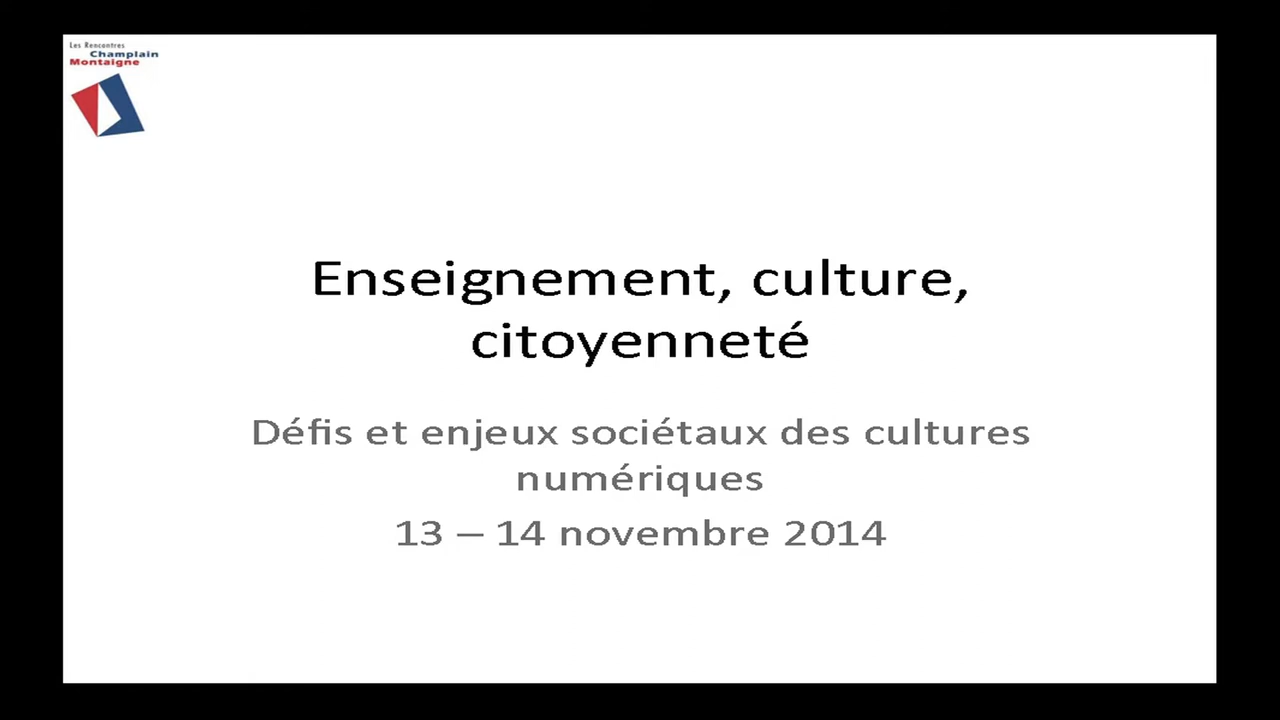 Les Rencontres
Champlain
Montaigne
Enseignement, culture,
citoyenneté
Défis et enjeux sociétaux des cultures
numériques
13 – 14 novembre 2014